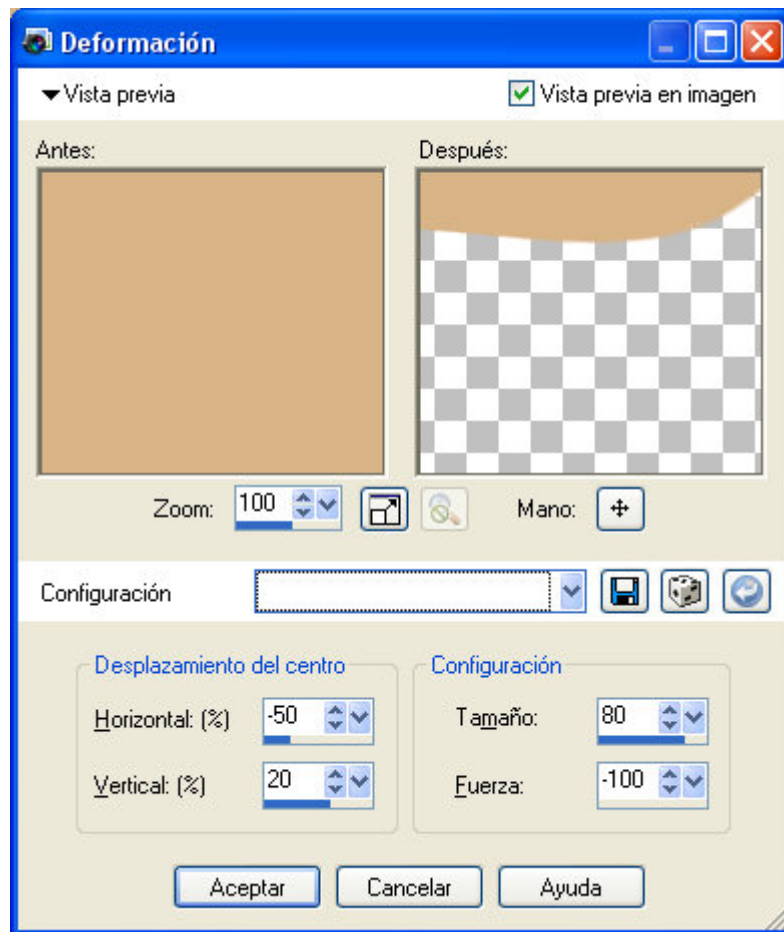 Deformación
Vista previa
Vista previa en imagen
Antes:
Después:
Zoom: 100
Mano:
Configuración
Desplazamiento del centro
Configuración
Horizontal: (%) -50
Tamaño: 80
Vertical: (%) 20
Fuerza: -100
Aceptar
Cancelar
Ayuda